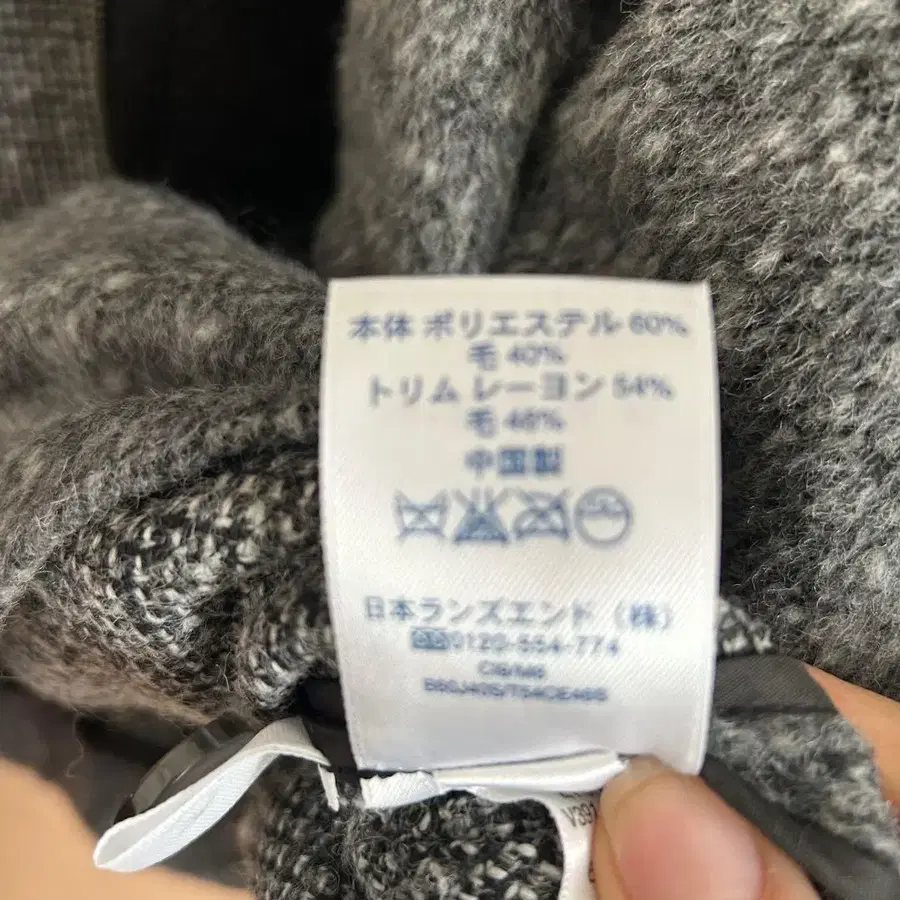 本体 ポリエステル 60%
毛 40%
トリム レーヨン 54%
毛 46%
中国製
日本ランズエンド（株）
0120-554-774
V391